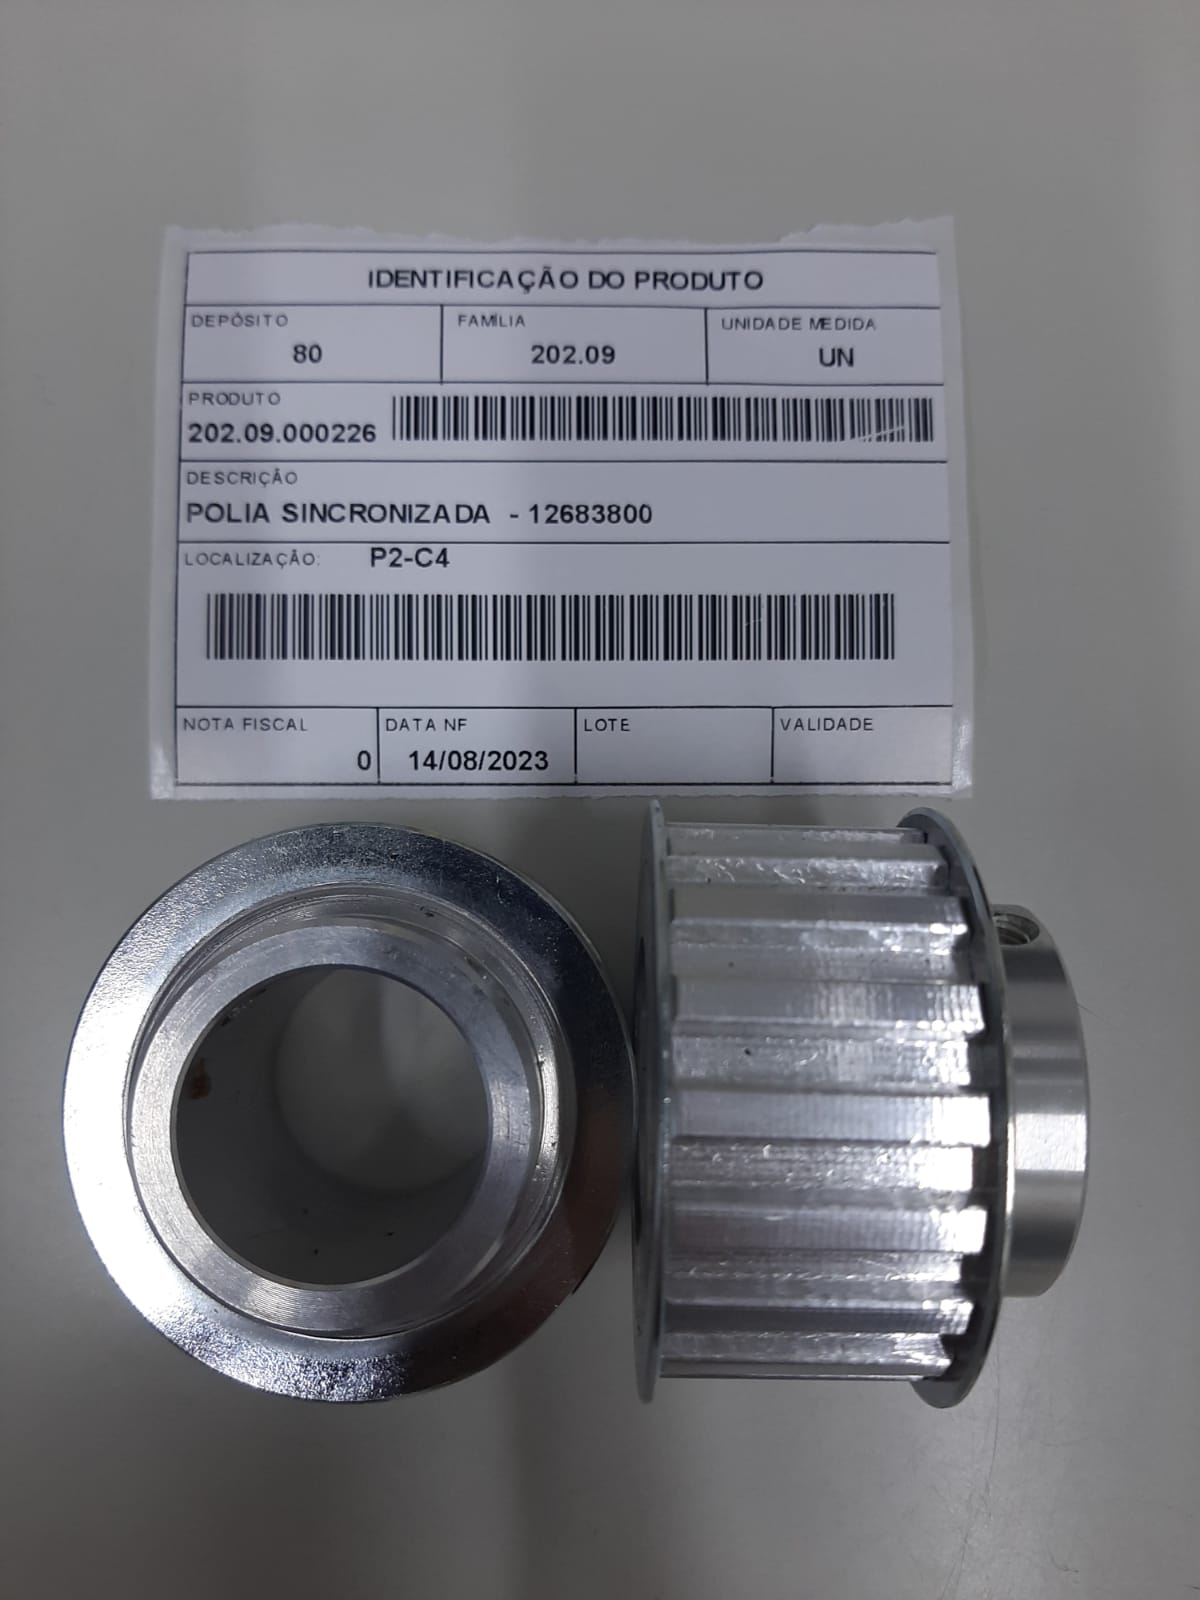 IDENTIFICAÇÃO DO PRODUTO
DEPÓSITO FAMÍLIA UNIDADE MEDIDA
80 202.09 UN
PRODUTO
202.09.000226
DESCRIÇÃO
POLIA SINCRONIZADA - 12683800
LOCALIZAÇÃO: P2-C4
NOTA FISCAL DATA NF LOTE VALIDADE
0 14/08/2023